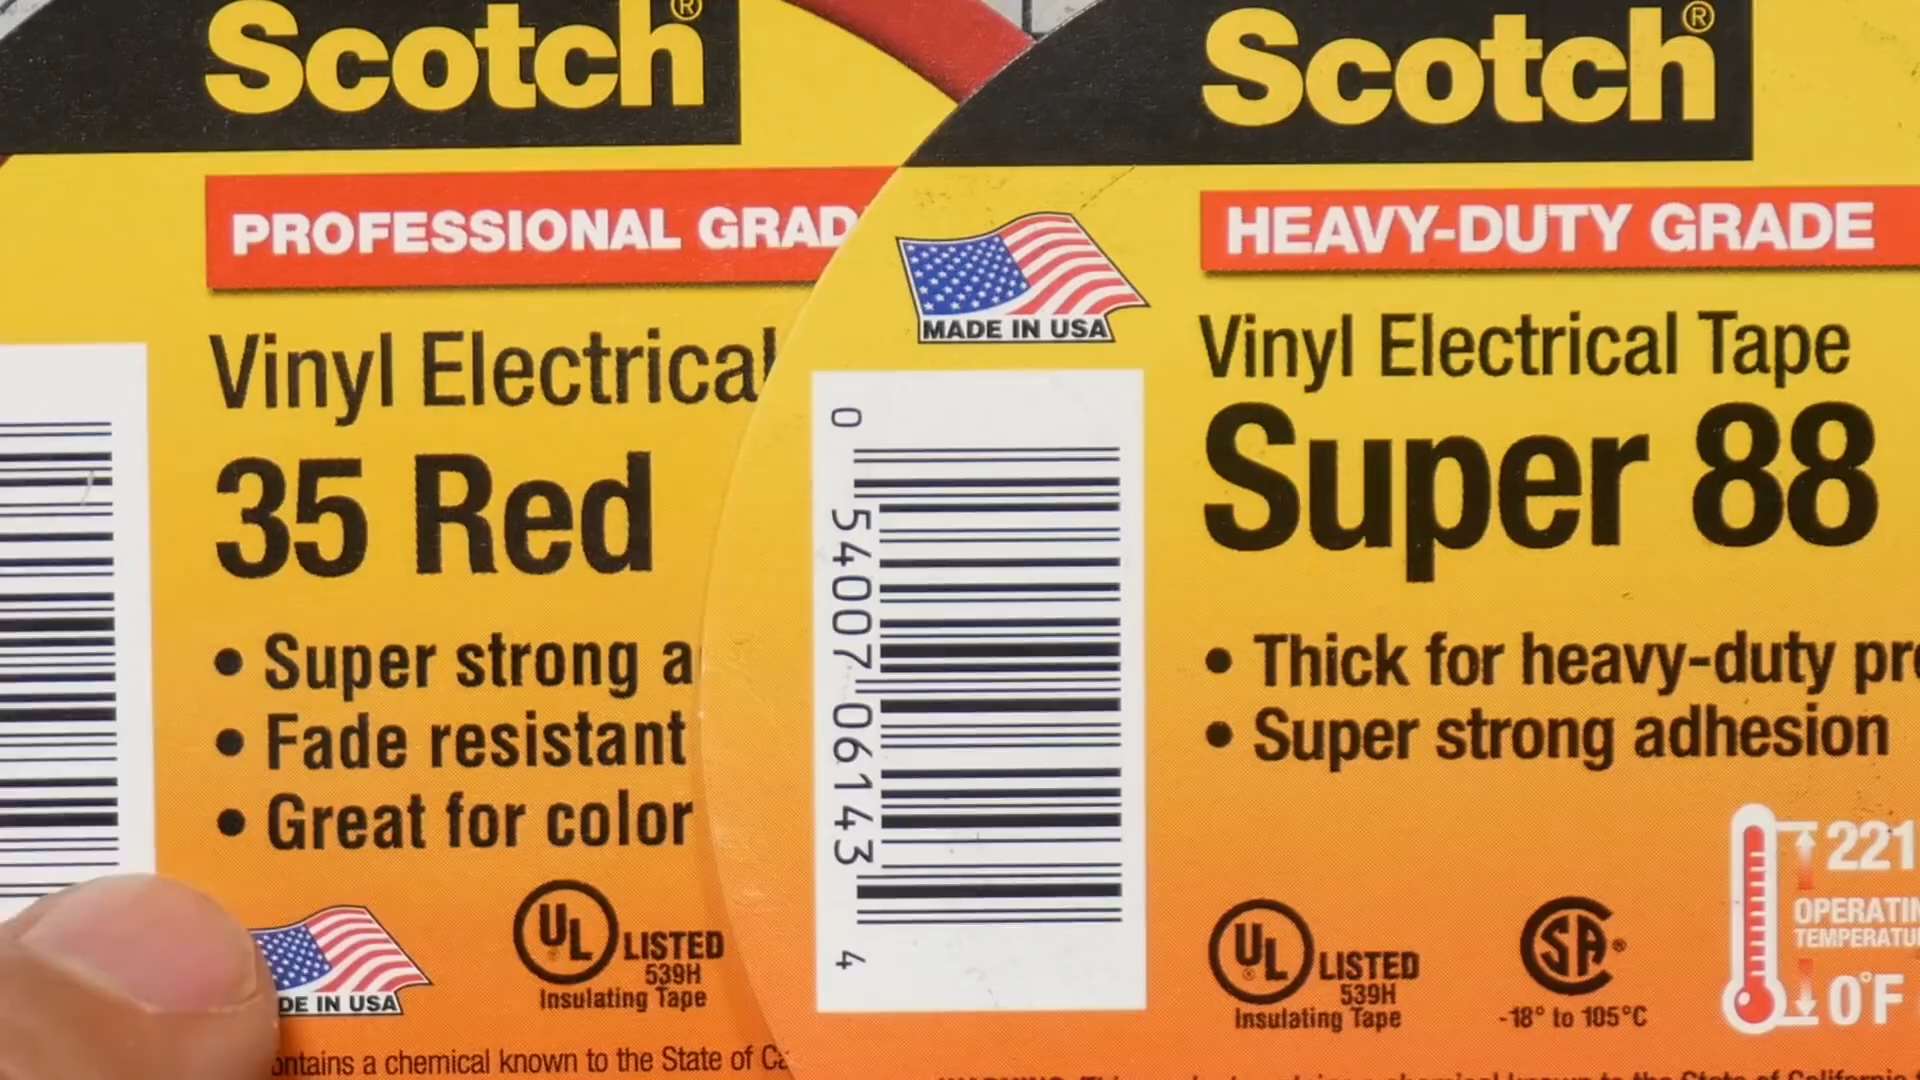 Scotch®
PROFESSIONAL GRAD
Vinyl Electrical
35 Red
• Super strong a
• Fade resistant
• Great for color
DE IN USA
UL LISTED
539H
Insulating Tape
ontains a chemical known to the State of Ca
Scotch®
HEAVY-DUTY GRADE
MADE IN USA
Vinyl Electrical Tape
Super 88
0 54007-06143 4
• Thick for heavy-duty pro
• Super strong adhesion
UL LISTED
539H
Insulating Tape
SA®
-18° to 105°C
221
OPERATIN
TEMPERATU
0°F